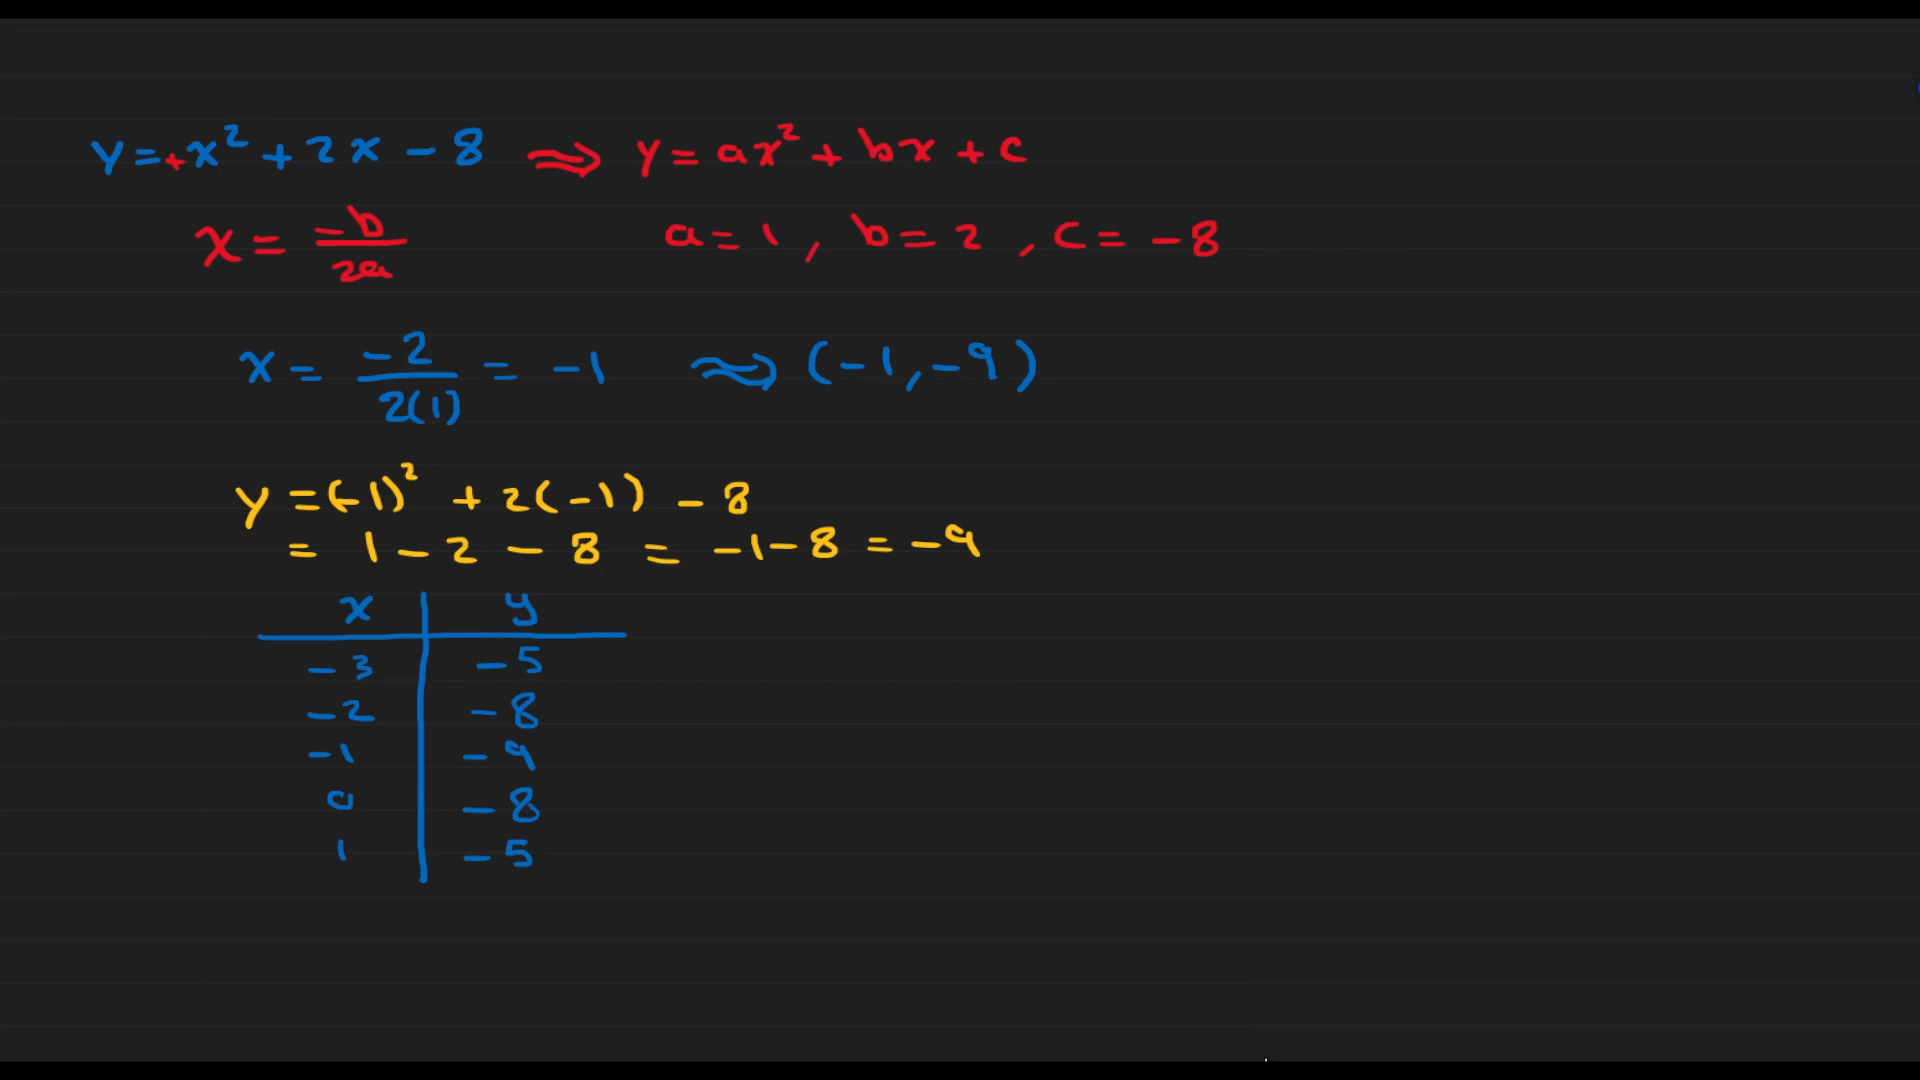 y = +x² + 2x - 8 ⇒ y = ax² + bx + c
x = -b/2a a = 1, b = 2, c = -8
x = -2/2(1) = -1 ⇒ (-1, -9)
y = (-1)² + 2(-1) - 8
= 1 - 2 - 8 = -1 - 8 = -9
x | y
-3 | -5
-2 | -8
-1 | -9
0 | -8
1 | -5